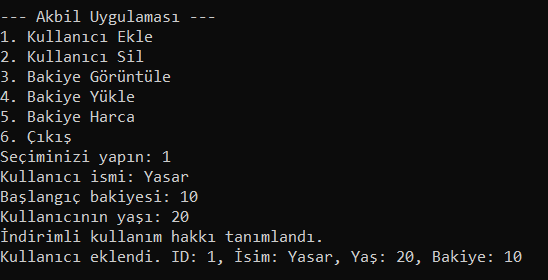 --- Akbil Uygulaması ---
1. Kullanıcı Ekle
2. Kullanıcı Sil
3. Bakiye Görüntüle
4. Bakiye Yükle
5. Bakiye Harca
6. Çıkış
Seçiminizi yapın: 1
Kullanıcı ismi: Yasar
Başlangıç bakiyesi: 10
Kullanıcının yaşı: 20
İndirimli kullanım hakkı tanımlandı.
Kullanıcı eklendi. ID: 1, İsim: Yasar, Yaş: 20, Bakiye: 10